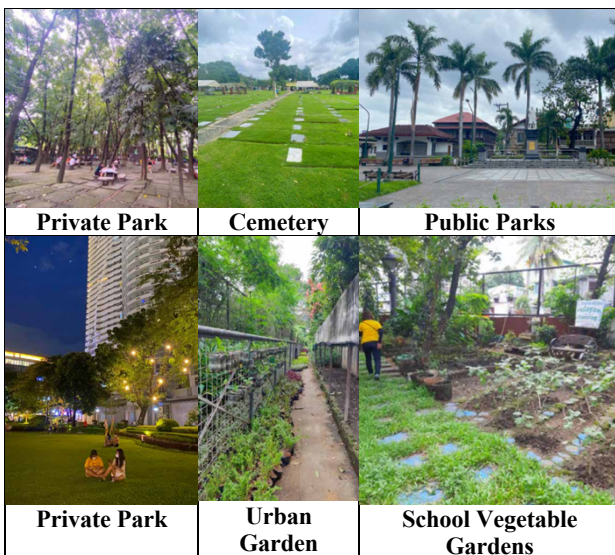 Private Park
Cemetery
Public Parks
Private Park
Urban
Garden
School Vegetable
Gardens